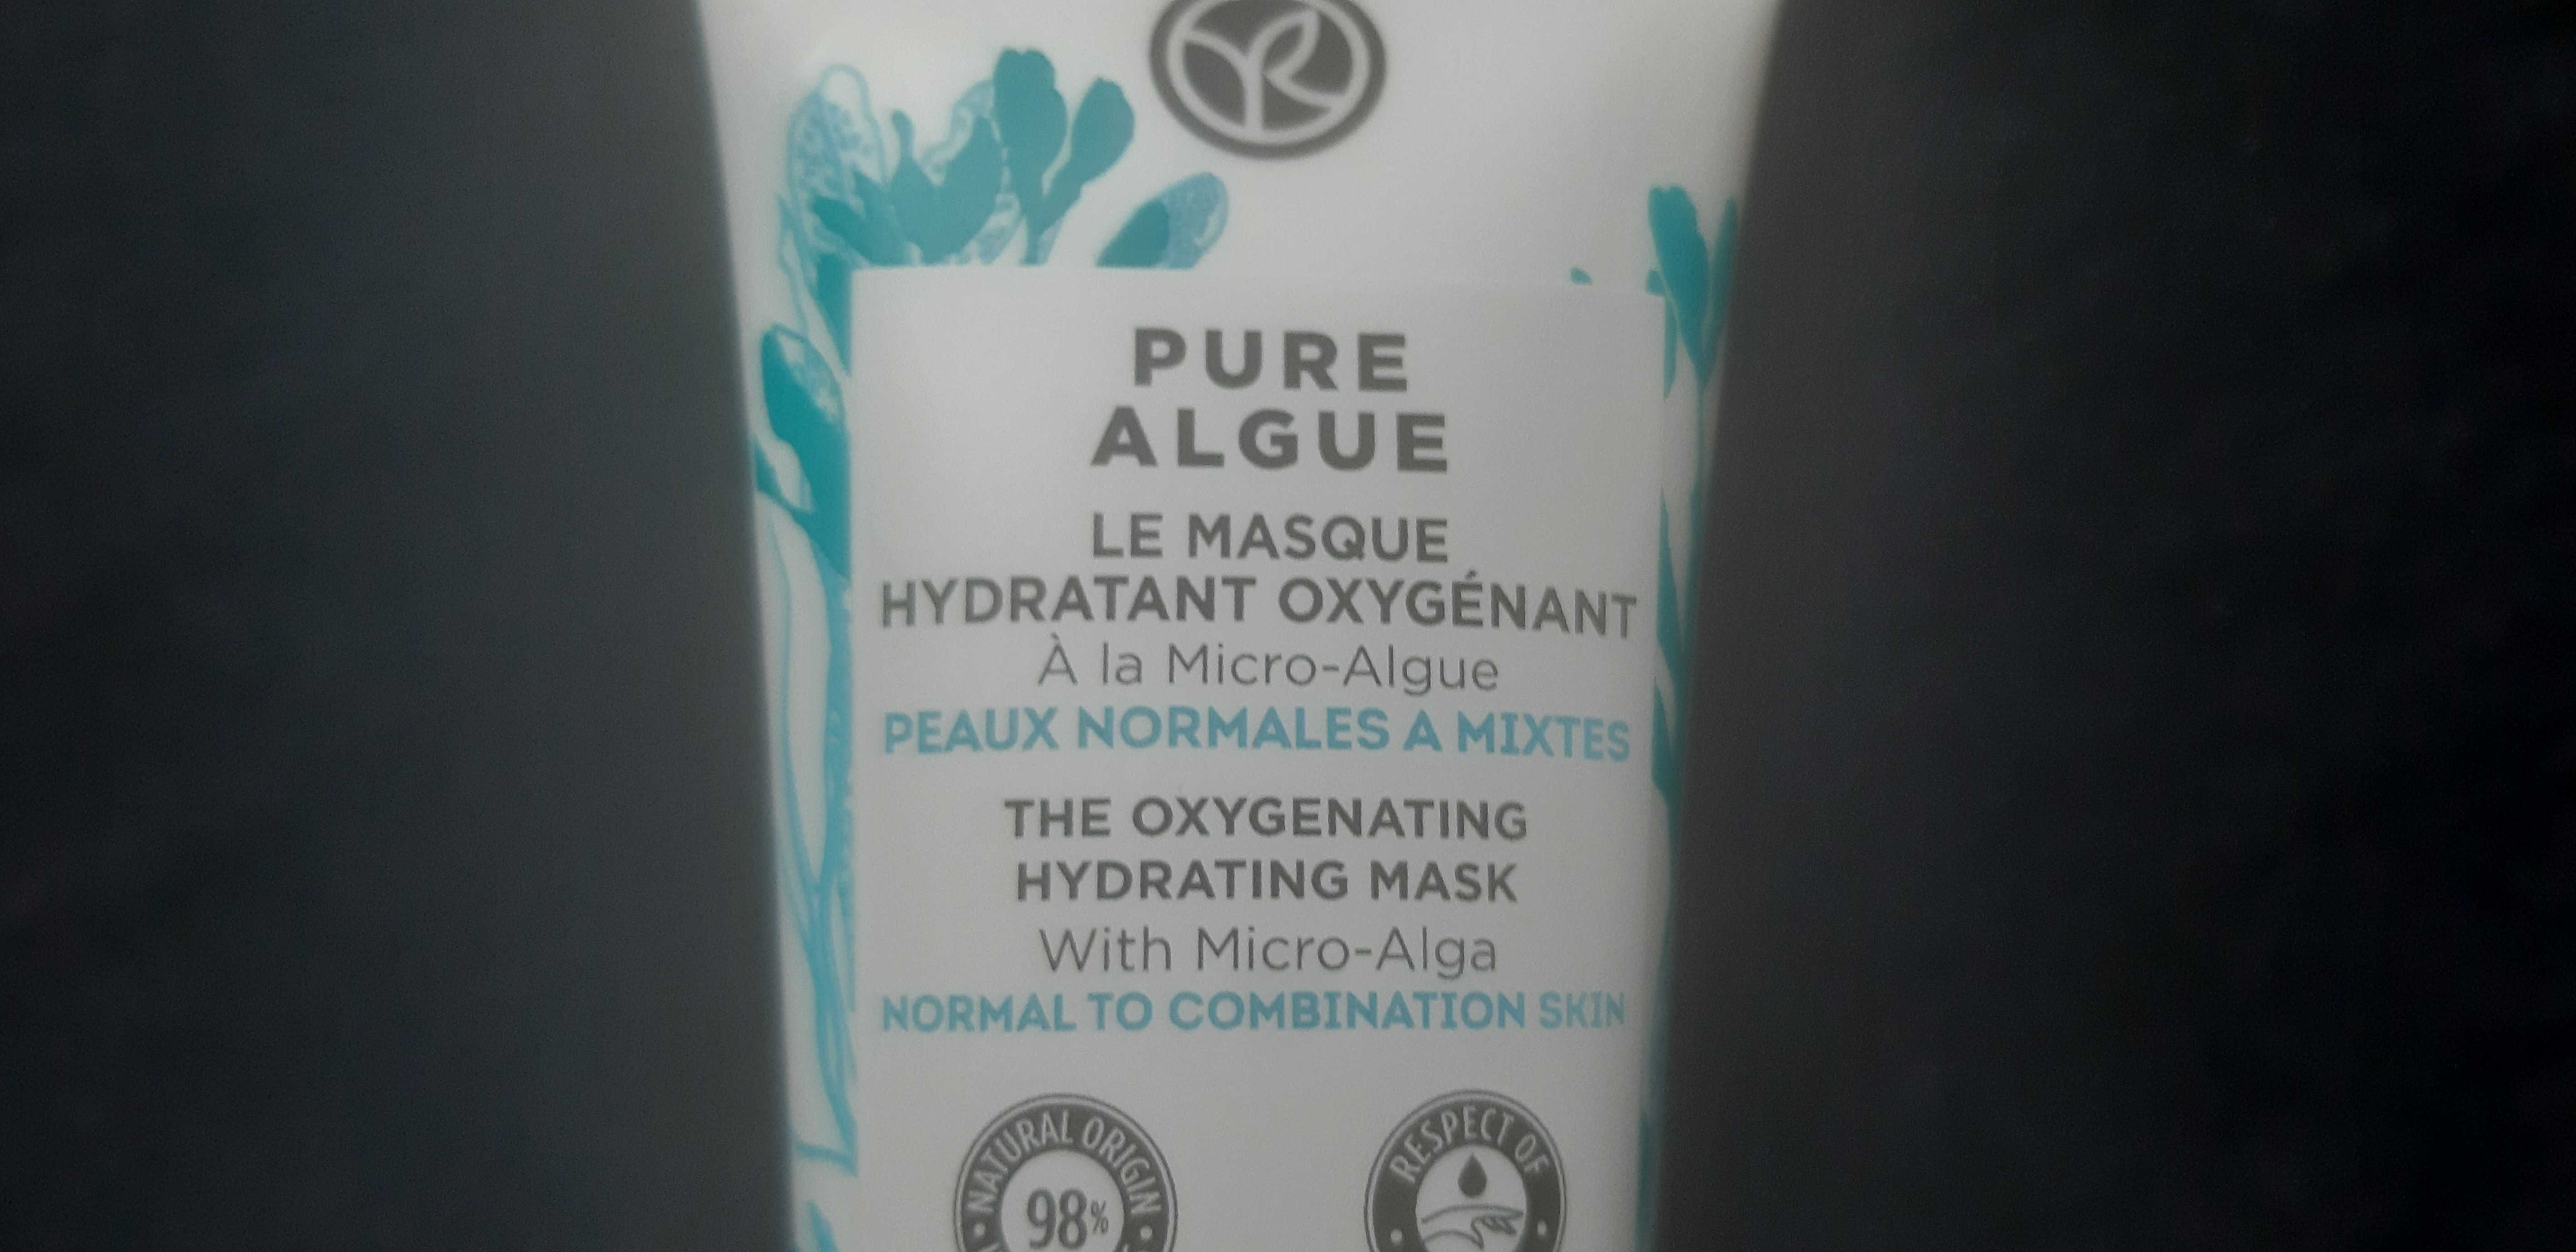 YR
PURE
ALGUE
LE MASQUE
HYDRATANT OXYGÉNANT
À la Micro-Algue
PEAUX NORMALES A MIXTES
THE OXYGENATING
HYDRATING MASK
With Micro-Alga
NORMAL TO COMBINATION SKIN
NATURAL ORIGIN
98%
RESPECT OF